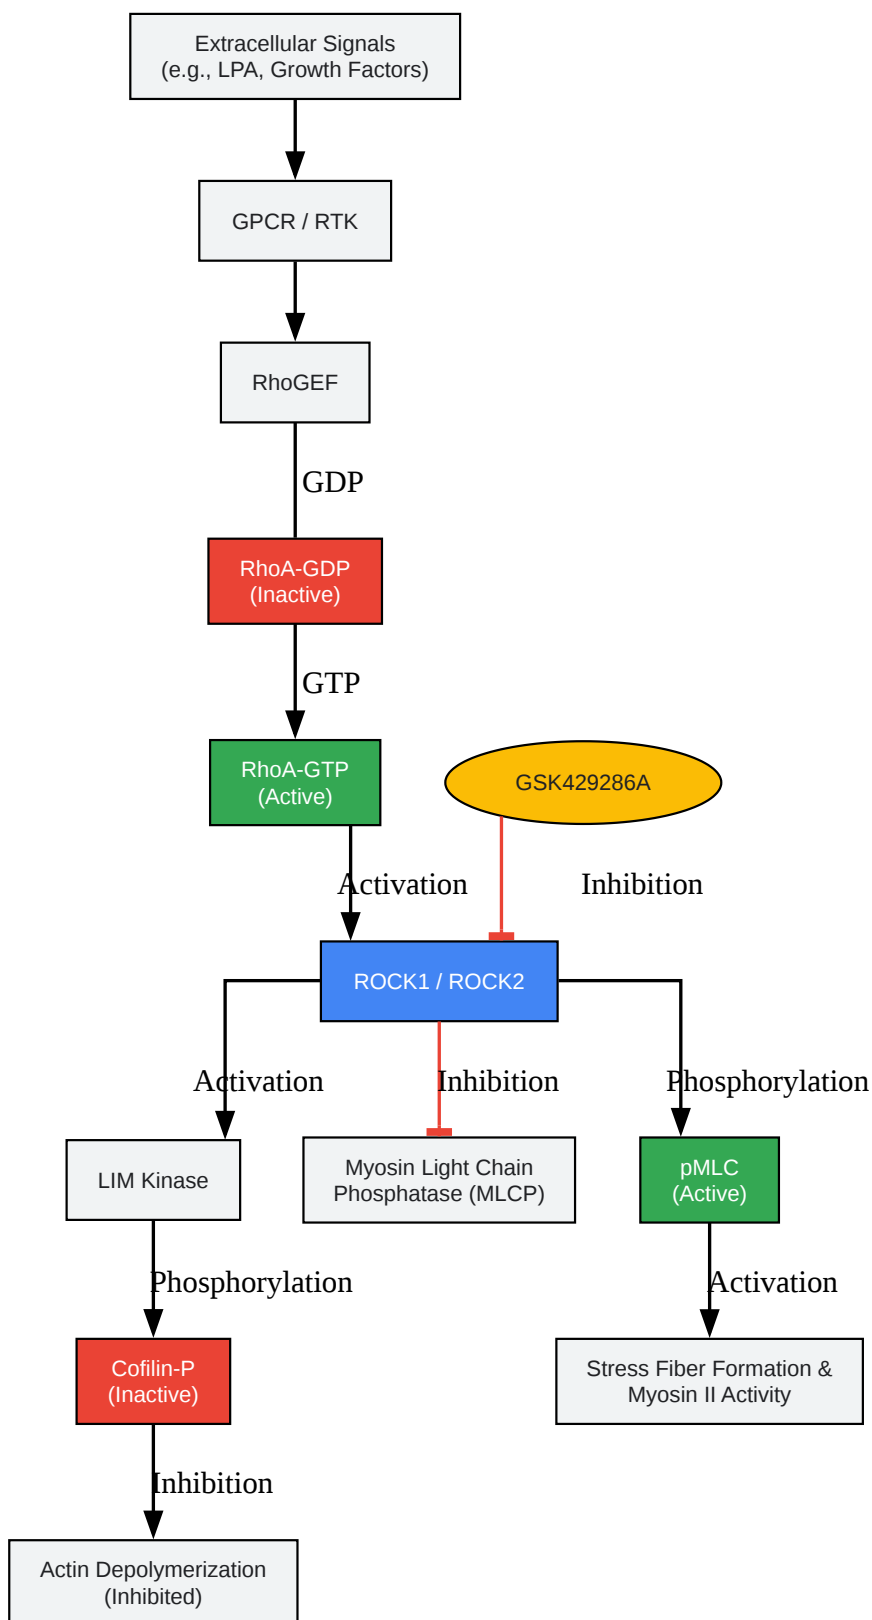 Extracellular Signals
(e.g., LPA, Growth Factors)
GPCR / RTK
RhoGEF
GDP
RhoA-GDP
(Inactive)
GTP
RhoA-GTP
(Active)
GSK429286A
Activation
Inhibition
ROCK1 / ROCK2
Activation
Inhibition
Phosphorylation
LIM Kinase
Myosin Light Chain
Phosphatase (MLCP)
pMLC
(Active)
Phosphorylation
Activation
Cofilin-P
(Inactive)
Stress Fiber Formation &
Myosin II Activity
Inhibition
Actin Depolymerization
(Inhibited)